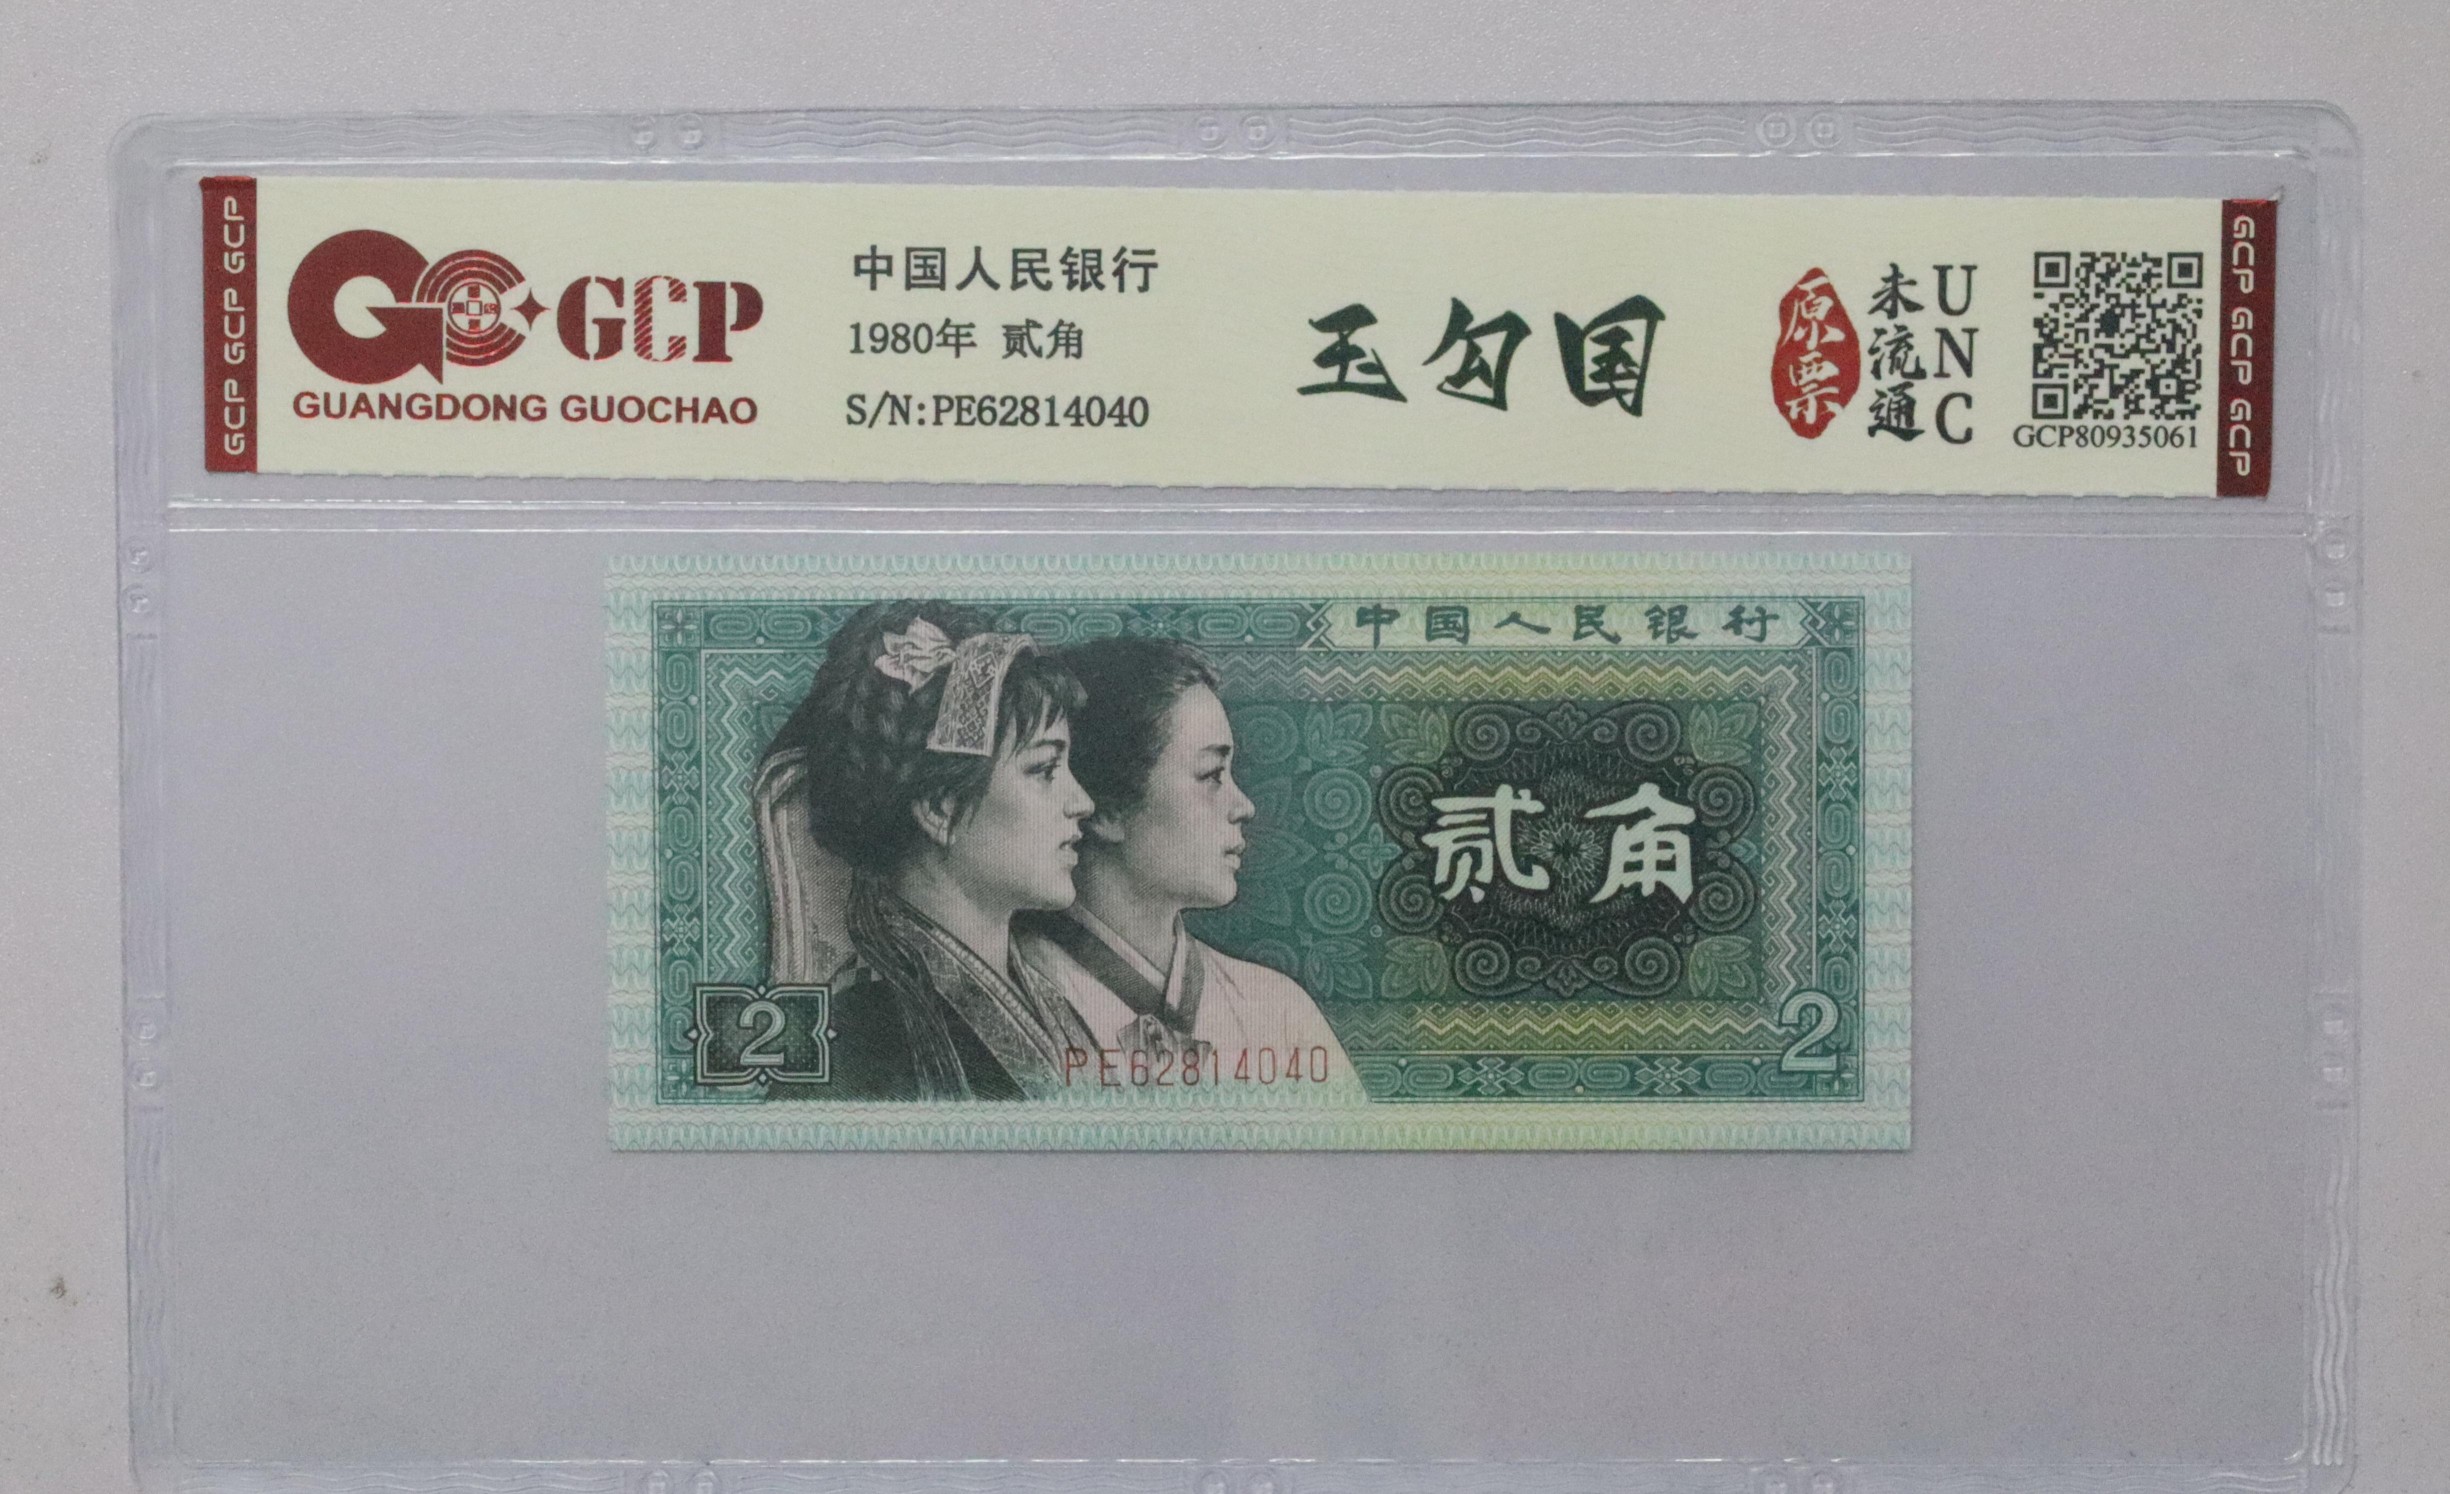 GCP GCP GCP
GCP
GUANGDONG GUOCHAO
中国人民银行
1980年 贰角
S/N:PE62814040
玉勾国
原票
未流通
UNC
GCP80935061
GCP GCP GCP
中国人民银行
贰角
2
PE62814040
2